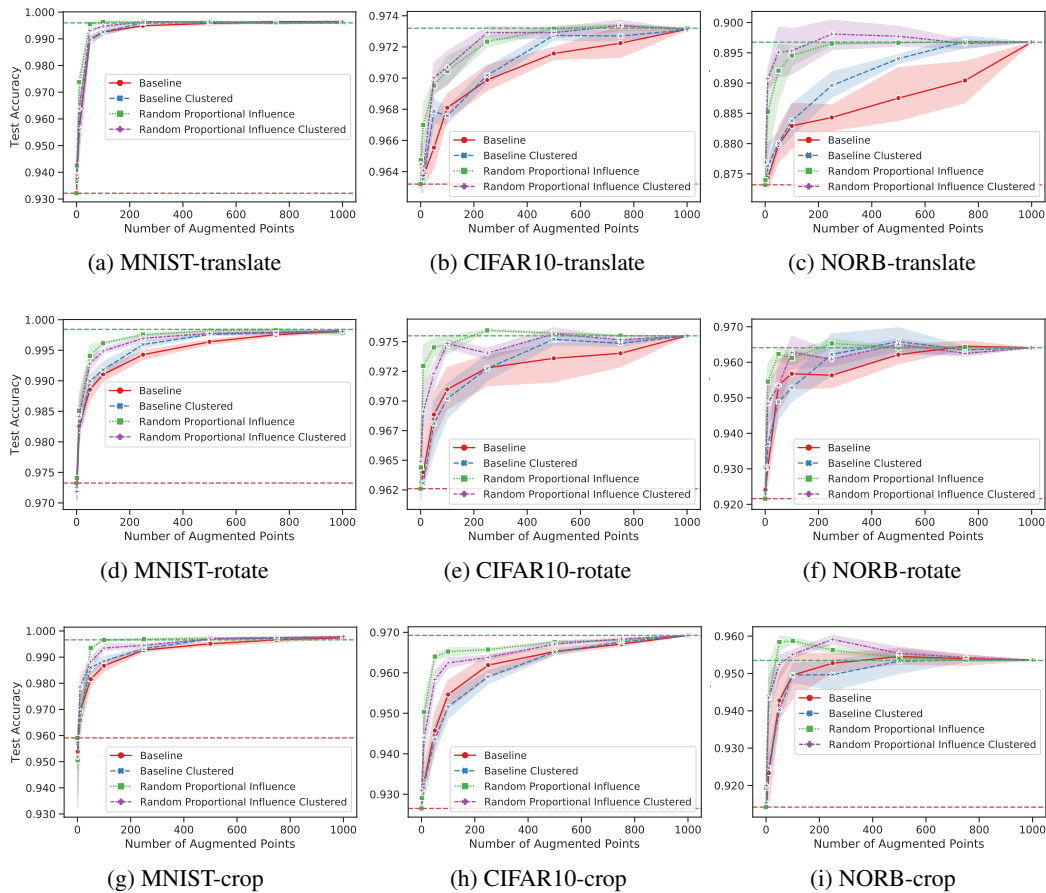 1.000
0.990
0.980
0.970
0.960
0.950
0.940
0.930
Test Accuracy
Baseline
Baseline Clustered
Random Proportional Influence
Random Proportional Influence Clustered
0 200 400 600 800 1000
Number of Augmented Points
(a) MNIST-translate
0.974
0.972
0.970
0.968
0.966
0.964
Baseline
Baseline Clustered
Random Proportional Influence
Random Proportional Influence Clustered
0 200 400 600 800 1000
Number of Augmented Points
(b) CIFAR10-translate
0.900
0.895
0.890
0.885
0.880
0.875
Baseline
Baseline Clustered
Random Proportional Influence
Random Proportional Influence Clustered
0 200 400 600 800 1000
Number of Augmented Points
(c) NORB-translate
1.000
0.995
0.990
0.985
0.980
0.975
0.970
Test Accuracy
Baseline
Baseline Clustered
Random Proportional Influence
Random Proportional Influence Clustered
0 200 400 600 800 1000
Number of Augmented Points
(d) MNIST-rotate
0.975
0.972
0.970
0.967
0.965
0.962
Baseline
Baseline Clustered
Random Proportional Influence
Random Proportional Influence Clustered
0 200 400 600 800 1000
Number of Augmented Points
(e) CIFAR10-rotate
0.970
0.960
0.950
0.940
0.930
0.920
Baseline
Baseline Clustered
Random Proportional Influence
Random Proportional Influence Clustered
0 200 400 600 800 1000
Number of Augmented Points
(f) NORB-rotate
1.000
0.990
0.980
0.970
0.960
0.950
0.940
0.930
Test Accuracy
Baseline
Baseline Clustered
Random Proportional Influence
Random Proportional Influence Clustered
0 200 400 600 800 1000
Number of Augmented Points
(g) MNIST-crop
0.970
0.960
0.950
0.940
0.930
Baseline
Baseline Clustered
Random Proportional Influence
Random Proportional Influence Clustered
0 200 400 600 800 1000
Number of Augmented Points
(h) CIFAR10-crop
0.960
0.950
0.940
0.930
0.920
Baseline
Baseline Clustered
Random Proportional Influence
Random Proportional Influence Clustered
0 200 400 600 800 1000
Number of Augmented Points
(i) NORB-crop